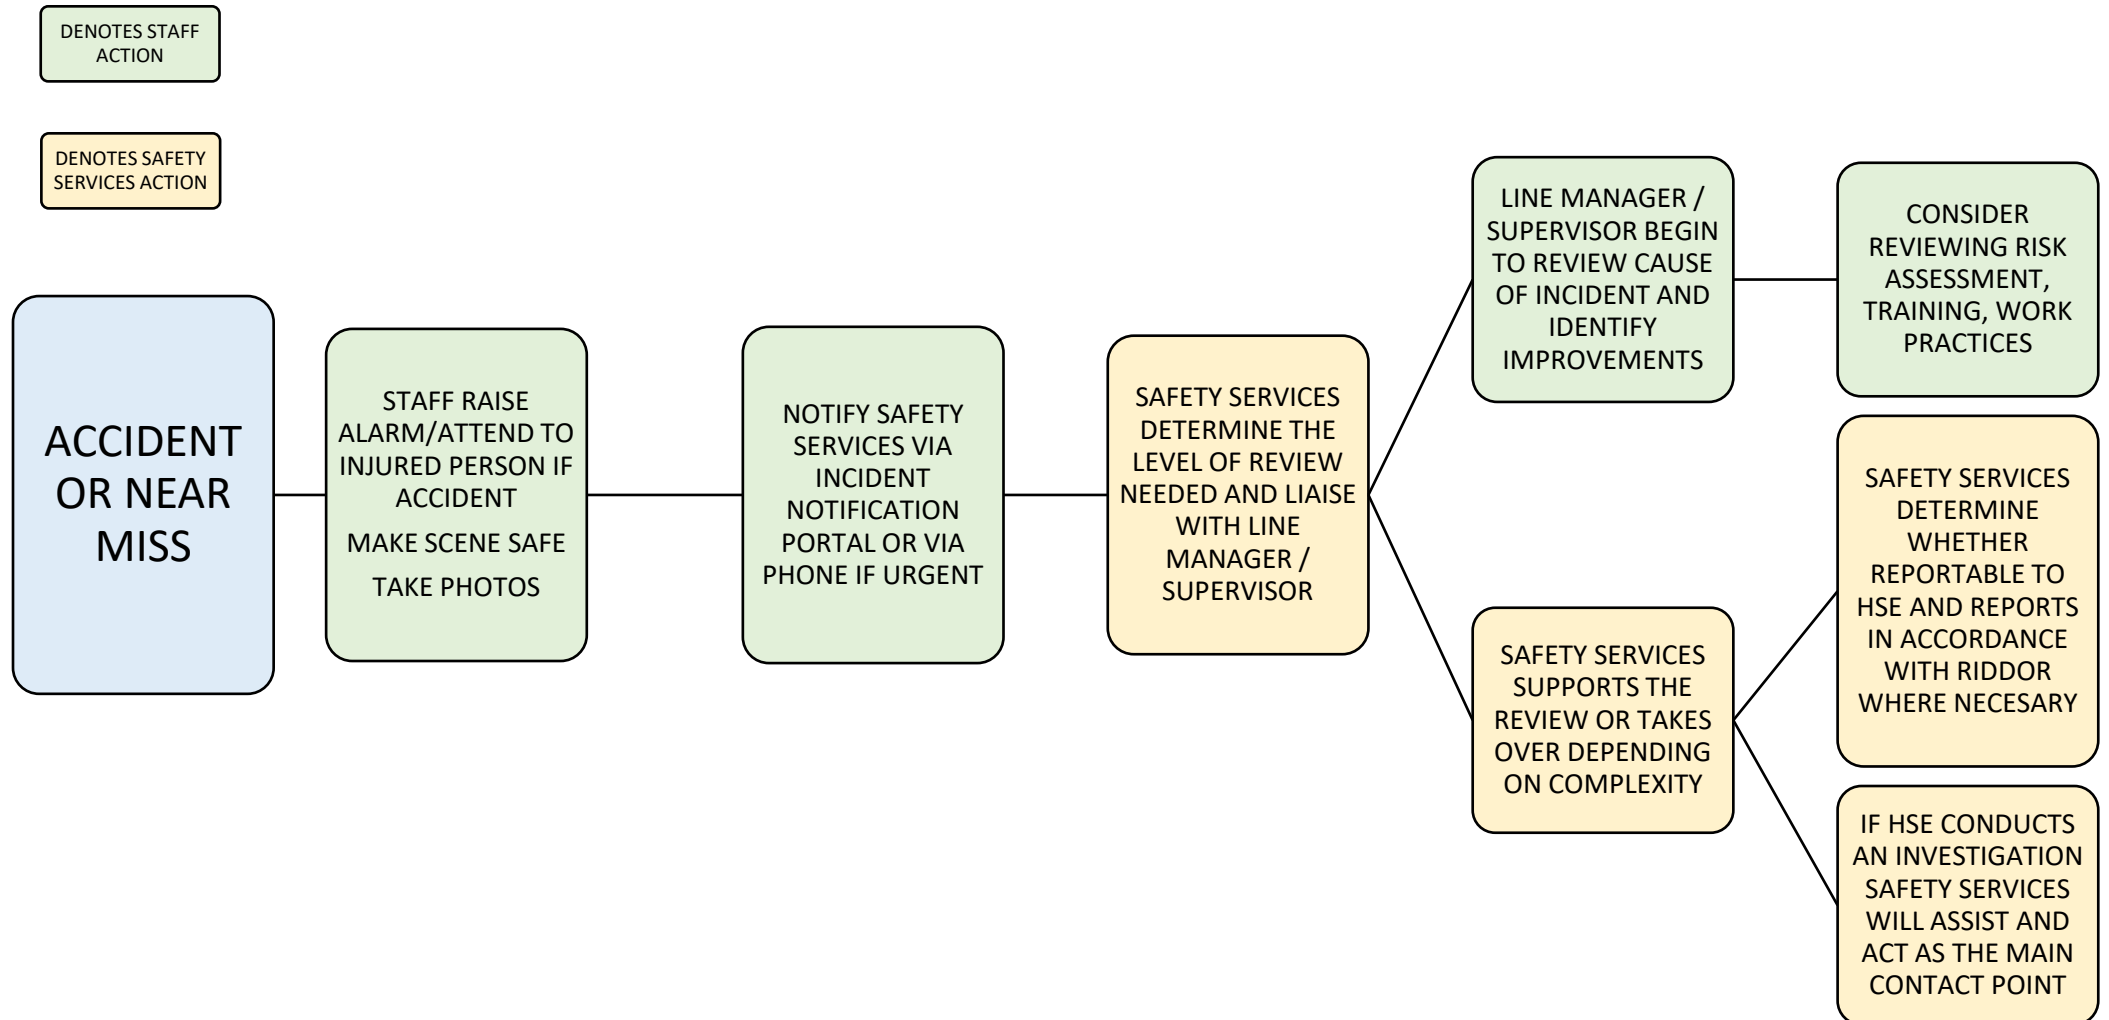 DENOTES STAFF
ACTION
DENOTES SAFETY
SERVICES ACTION
ACCIDENT
OR NEAR
MISS
STAFF RAISE
ALARM/ATTEND TO
INJURED PERSON IF
ACCIDENT
MAKE SCENE SAFE
TAKE PHOTOS
NOTIFY SAFETY
SERVICES VIA
INCIDENT
NOTIFICATION
PORTAL OR VIA
PHONE IF URGENT
SAFETY SERVICES
DETERMINE THE
LEVEL OF REVIEW
NEEDED AND LIAISE
WITH LINE
MANAGER /
SUPERVISOR
LINE MANAGER /
SUPERVISOR BEGIN
TO REVIEW CAUSE
OF INCIDENT AND
IDENTIFY
IMPROVEMENTS
CONSIDER
REVIEWING RISK
ASSESSMENT,
TRAINING, WORK
PRACTICES
SAFETY SERVICES
SUPPORTS THE
REVIEW OR TAKES
OVER DEPENDING
ON COMPLEXITY
SAFETY SERVICES
DETERMINE
WHETHER
REPORTABLE TO
HSE AND REPORTS
IN ACCORDANCE
WITH RIDDOR
WHERE NECESARY
IF HSE CONDUCTS
AN INVESTIGATION
SAFETY SERVICES
WILL ASSIST AND
ACT AS THE MAIN
CONTACT POINT